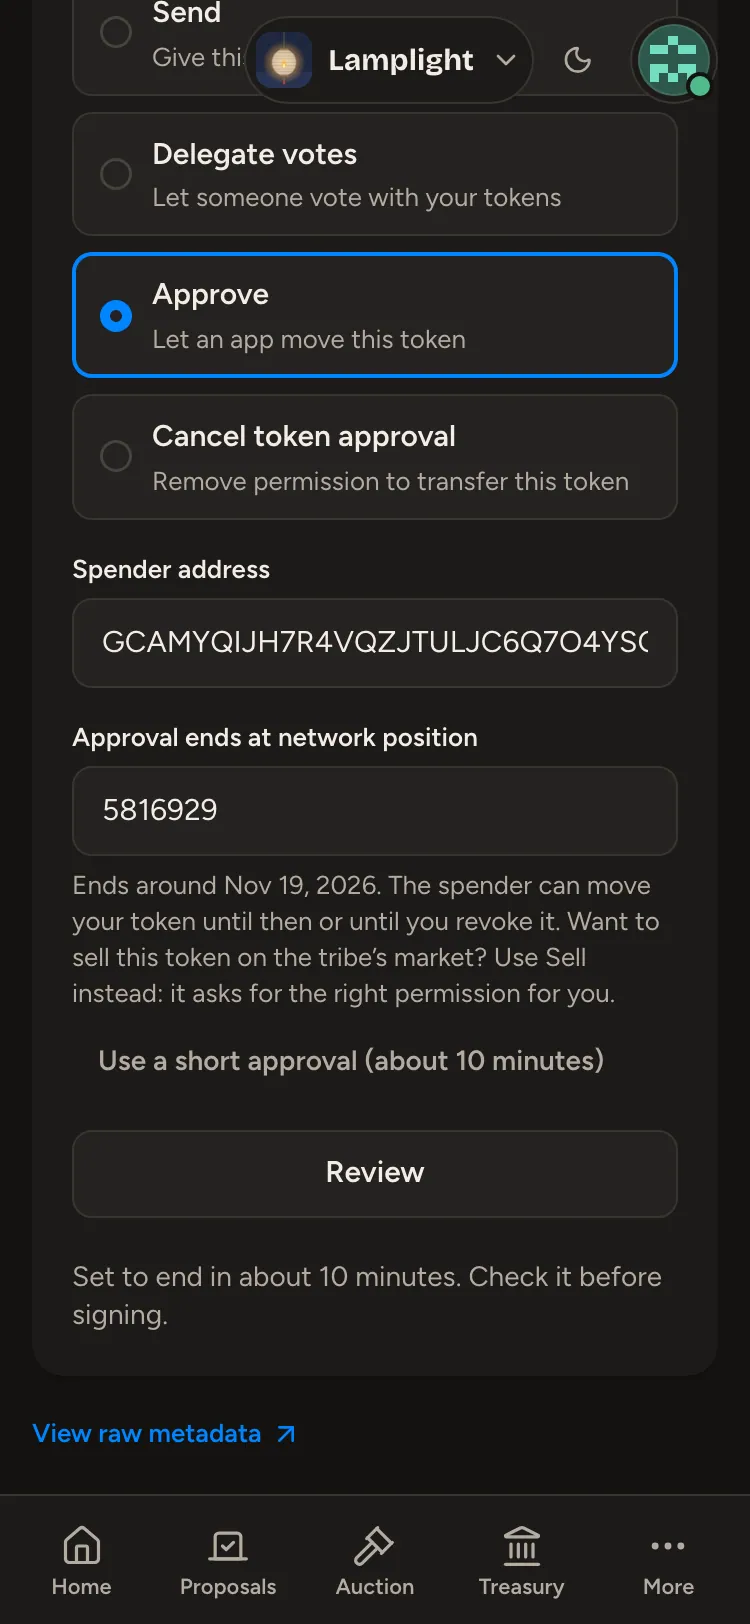 Send
Give this
Lamplight
Delegate votes
Let someone vote with your tokens
Approve
Let an app move this token
Cancel token approval
Remove permission to transfer this token
Spender address
GCAMYQIJH7R4VQZJTULJC6Q7O4YS
Approval ends at network position
5816929
Ends around Nov 19, 2026. The spender can move
your token until then or until you revoke it. Want to
sell this token on the tribe’s market? Use Sell
instead: it asks for the right permission for you.
Use a short approval (about 10 minutes)
Review
Set to end in about 10 minutes. Check it before
signing.
View raw metadata
Home
Proposals
Auction
Treasury
More